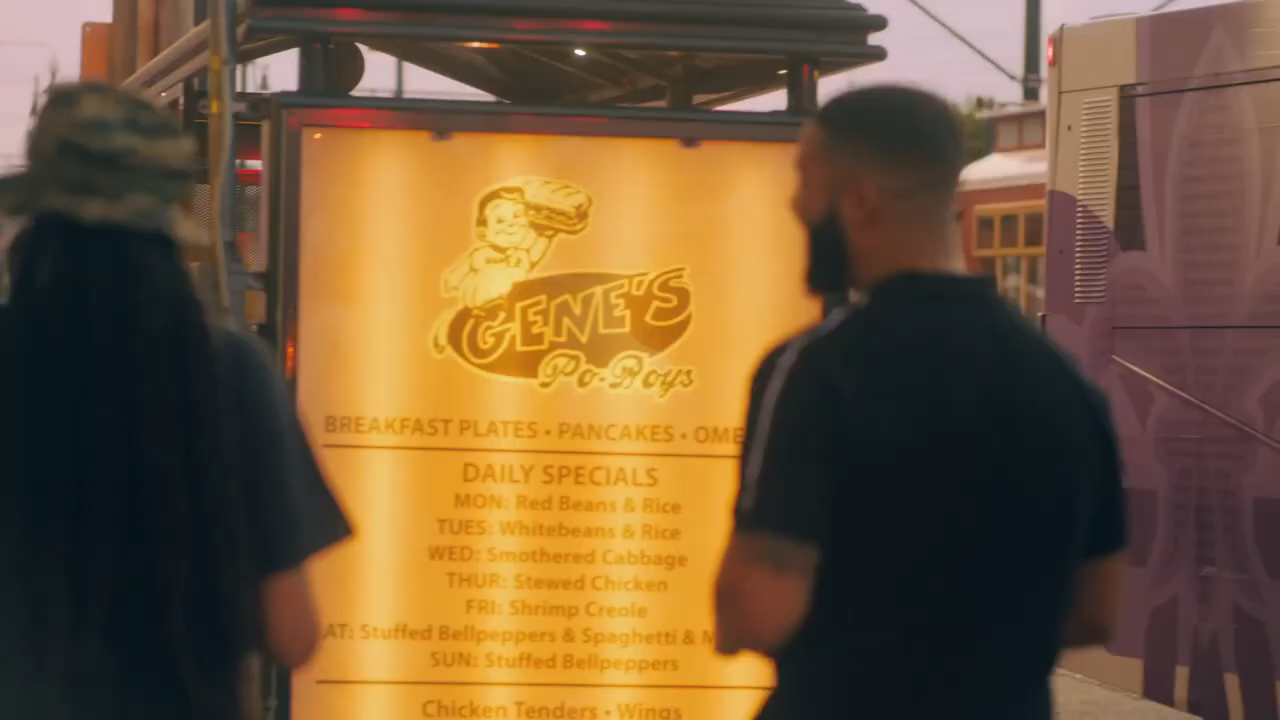 GENE'S
Po-Boys
BREAKFAST PLATES • PANCAKES • OME
DAILY SPECIALS
MON: Red Beans & Rice
TUES: Whitebeans & Rice
WED: Smothered Cabbage
THUR: Stewed Chicken
FRI: Shrimp Creole
AT: Stuffed Bellpeppers & Spaghetti & M
SUN: Stuffed Bellpeppers
Chicken Tenders • Wings